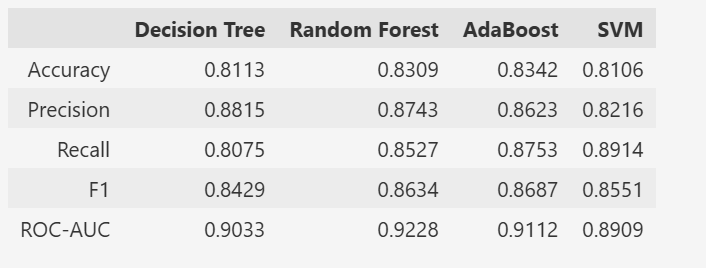 Decision Tree Random Forest AdaBoost SVM
Accuracy 0.8113 0.8309 0.8342 0.8106
Precision 0.8815 0.8743 0.8623 0.8216
Recall 0.8075 0.8527 0.8753 0.8914
F1 0.8429 0.8634 0.8687 0.8551
ROC-AUC 0.9033 0.9228 0.9112 0.8909